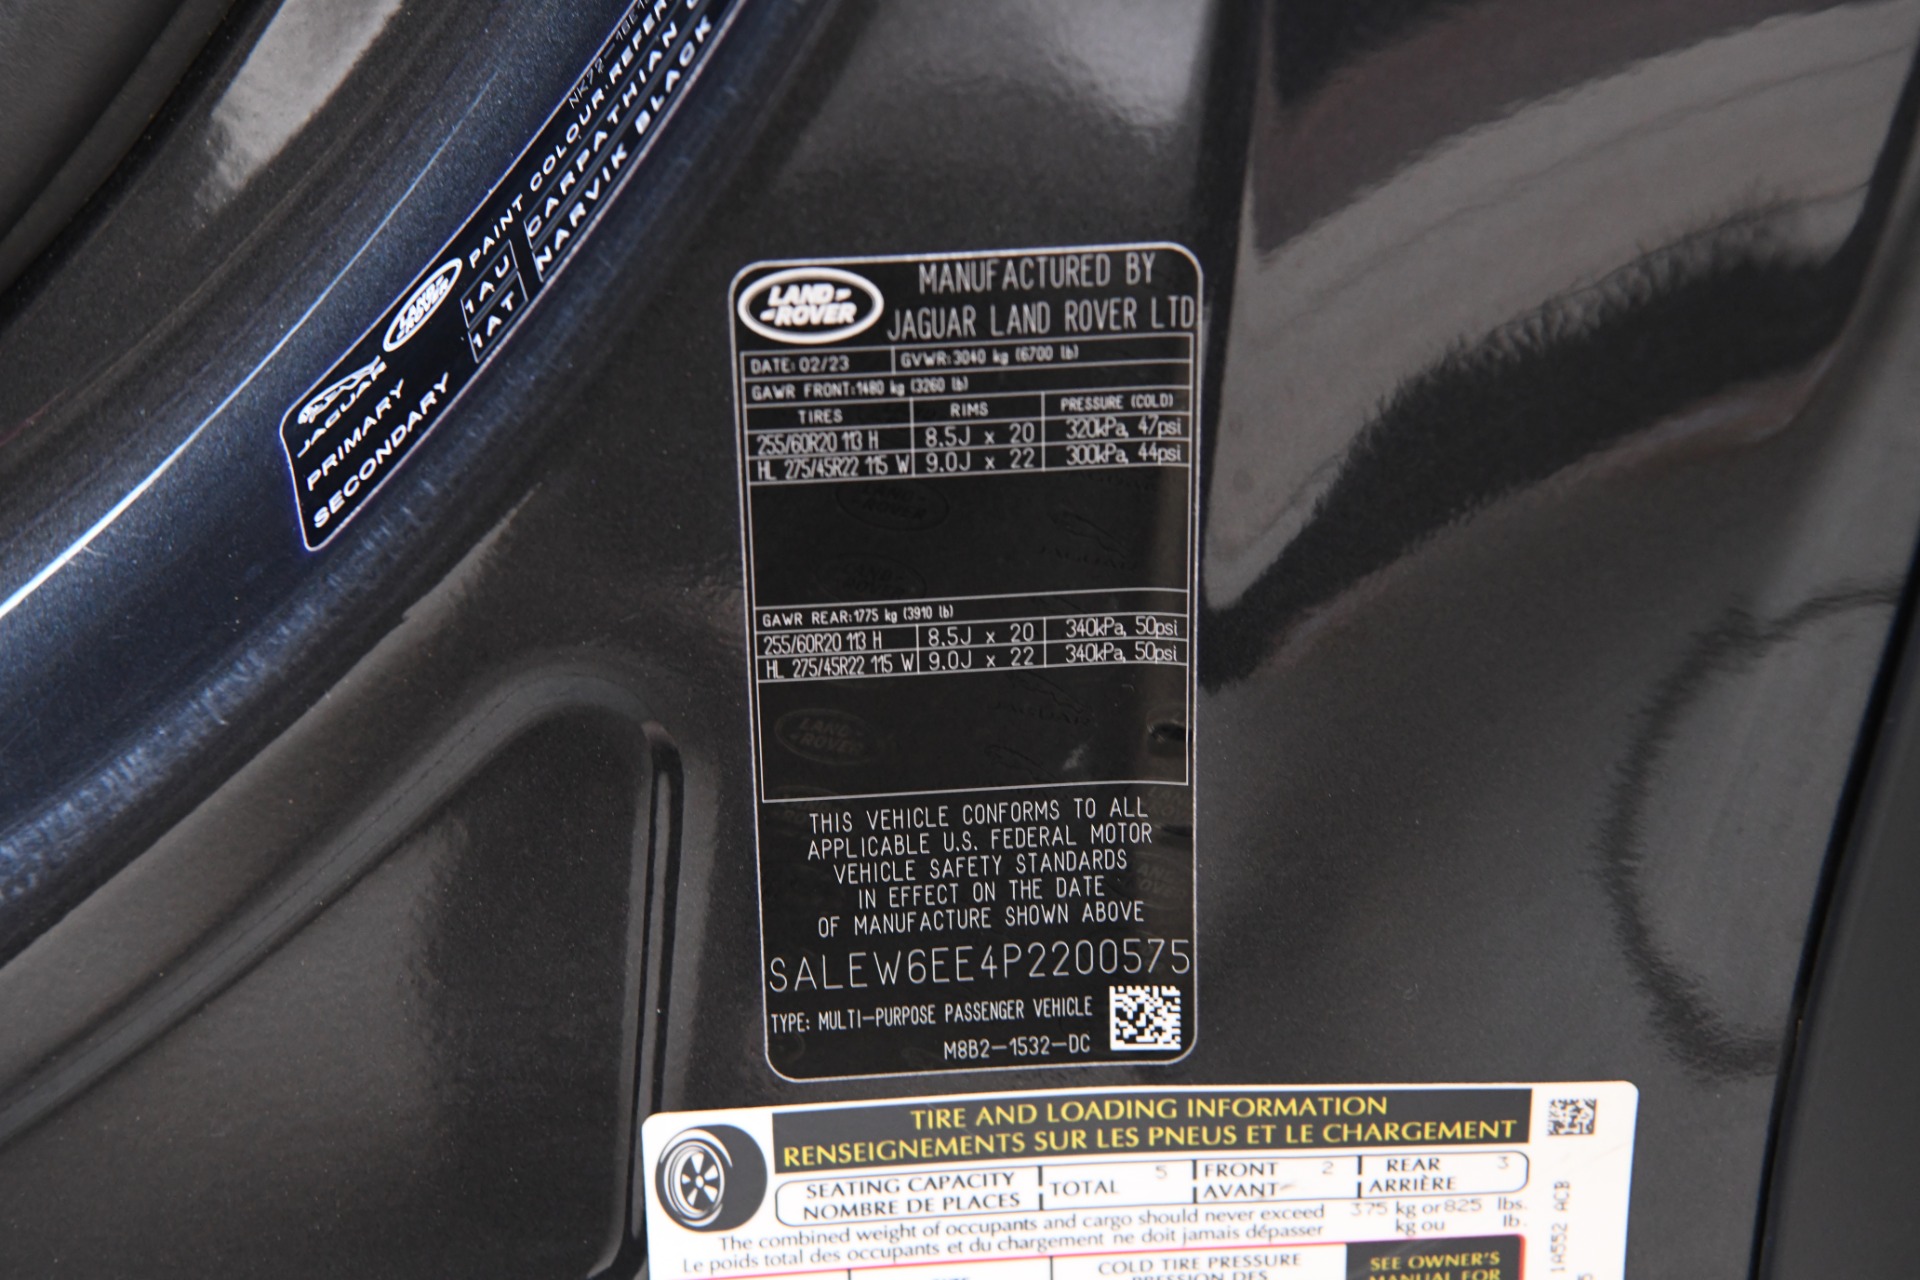 NK72-
JAGUAR LAND ROVER PAINT COLOUR REFER
PRIMARY 1AU CARPATHIAN
SECONDARY 1AT NARVIK BLACK
LAND ROVER
MANUFACTURED BY
JAGUAR LAND ROVER LTD
DATE: 02/23 GVWR: 3040 kg (6700 lb)
GAWR FRONT: 1480 kg (3260 lb)
TIRES RIMS PRESSURE (COLD)
255/60R20 113 H 8.5J x 20 320kPa, 47psi
HL 275/45R22 115 W 9.0J x 22 300kPa, 44psi
GAWR REAR: 1775 kg (3910 lb)
255/60R20 113 H 8.5J x 20 340kPa, 50psi
HL 275/45R22 115 W 9.0J x 22 340kPa, 50psi
THIS VEHICLE CONFORMS TO ALL
APPLICABLE U.S. FEDERAL MOTOR
VEHICLE SAFETY STANDARDS
IN EFFECT ON THE DATE
OF MANUFACTURE SHOWN ABOVE
SALEW6EE4P2200575
TYPE: MULTI-PURPOSE PASSENGER VEHICLE
M8B2-1532-DC
TIRE AND LOADING INFORMATION
RENSEIGNEMENTS SUR LES PNEUS ET LE CHARGEMENT
SEATING CAPACITY TOTAL 5 FRONT 2 REAR 3
NOMBRE DE PLACES AVANT ARRIÈRE
The combined weight of occupants and cargo should never exceed 375 kg or 825 lbs.
Le poids total des occupants et du chargement ne doit jamais dépasser kg ou lb.
COLD TIRE PRESSURE SEE OWNER'S
PRESSION DES MANUAL FOR
1A552 ACB